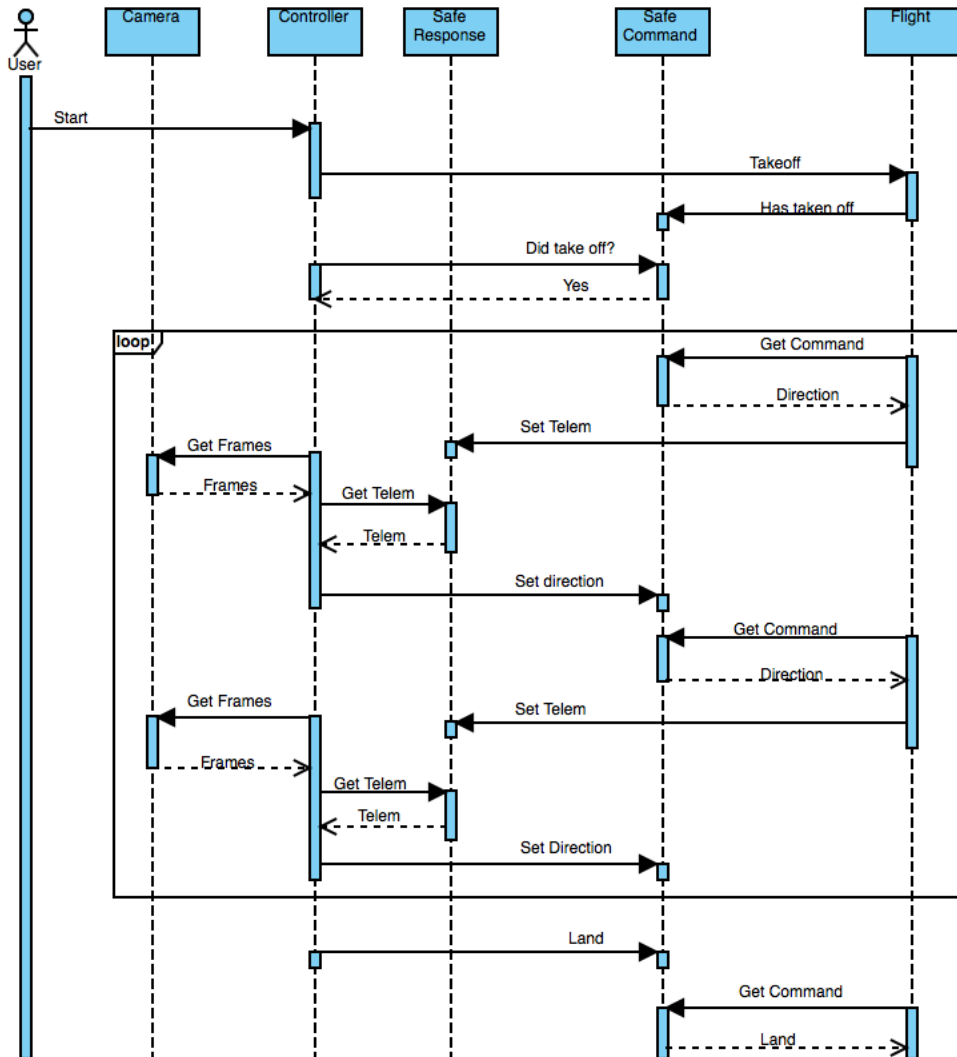 Camera
Controller
Safe
Response
Safe
Command
Flight
User
Start
Takeoff
Has taken off
Did take off?
Yes
loop
Get Command
Direction
Set Telem
Get Frames
Frames
Get Telem
Telem
Set direction
Get Command
Direction
Get Frames
Set Telem
Frames
Get Telem
Telem
Set Direction
Land
Get Command
Land